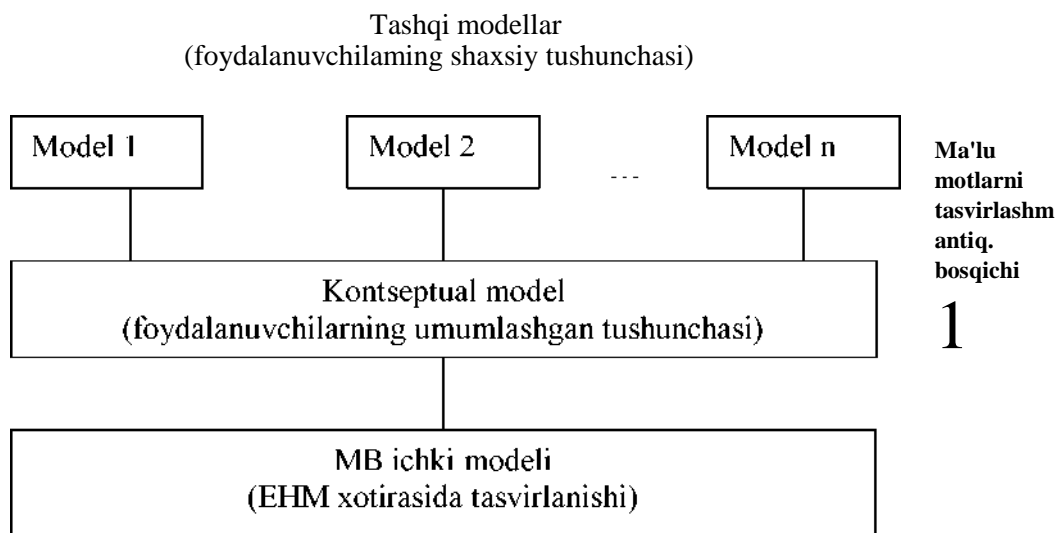 Tashqi modellar
(foydalanuvchilaming shaxsiy tushunchasi)
Model 1
Model 2
- - -
Model n
Ma'lu
motlarni
tasvirlashm
antiq.
bosqichi
1
Kontseptual model
(foydalanuvchilarning umumlashgan tushunchasi)
MB ichki modeli
(EHM xotirasida tasvirlanishi)